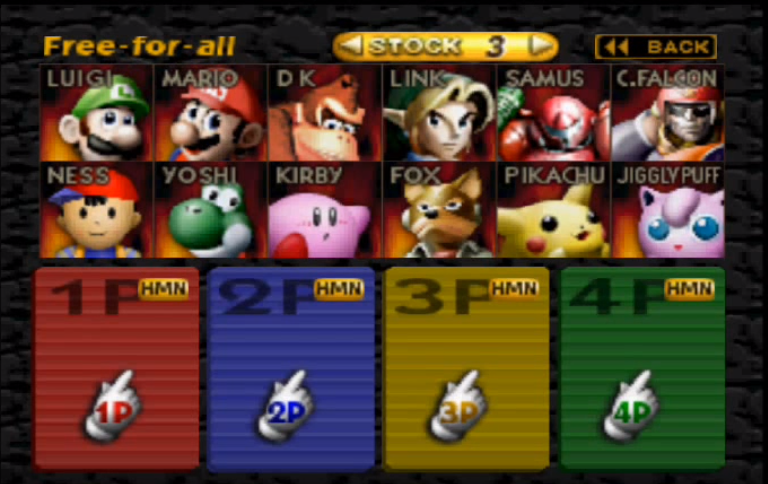 Free-for-all STOCK 3 BACK
LUIGI MARIO DK LINK SAMUS C.FALCON
NESS YOSHI KIRBY FOX PIKACHU JIGGLYPUFF
1P HMN 2P HMN 3P HMN 4P HMN
1P 2P 3P 4P